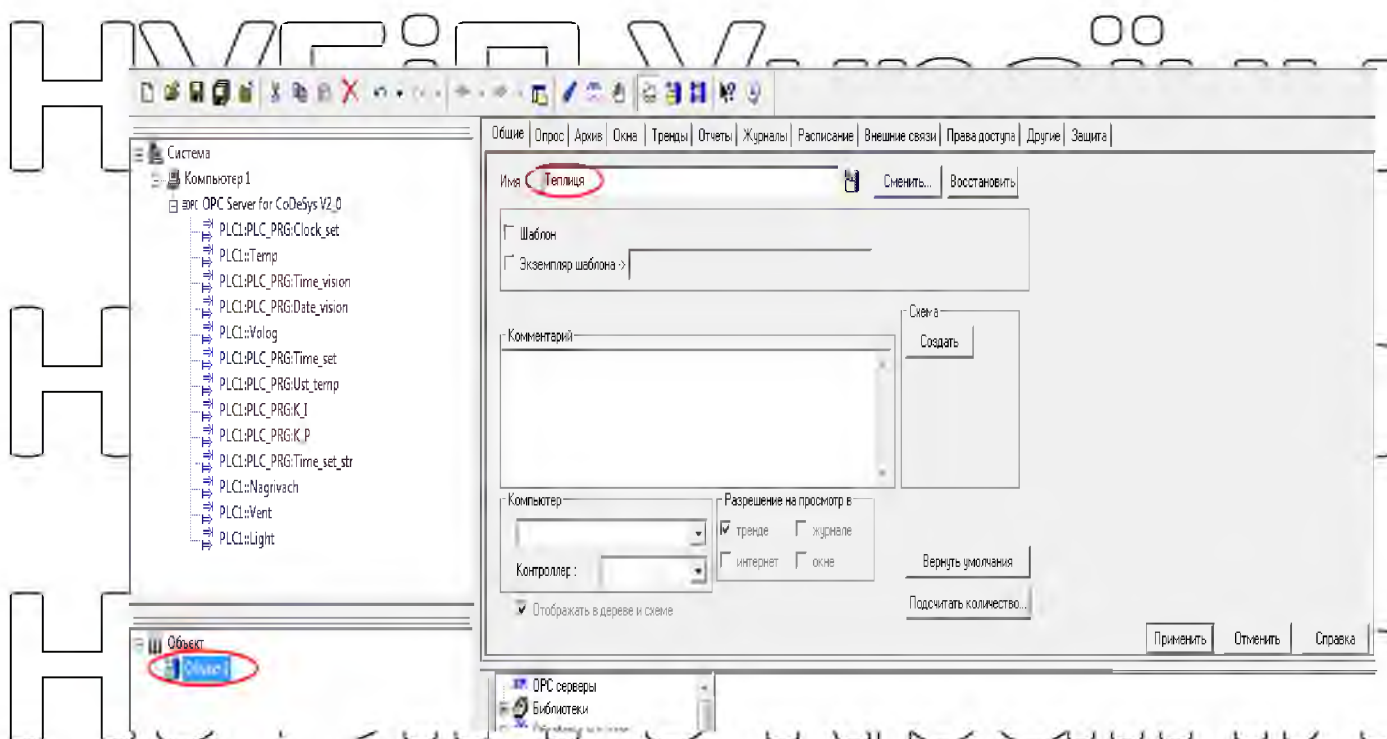 Общие Опрос Архив Окна Тренды Отчеты Журналы Расписание Внешние связи Права доступа Другие Защита
Система
Компьютер 1
OPC Server for CoDeSys V2_0
PLC1:PLC_PRG:Clock_set
PLC1::Temp
PLC1:PLC_PRG:Time_vision
PLC1:PLC_PRG:Date_vision
PLC1::Volog
PLC1:PLC_PRG:Time_set
PLC1:PLC_PRG:Ust_temp
PLC1:PLC_PRG:K_I
PLC1:PLC_PRG:K_P
PLC1:PLC_PRG:Time_set_str
PLC1::Nagrivach
PLC1::Vent
PLC1::Light
Имя Теплиця Сменить... Восстановить
Шаблон
Экземпляр шаблона ->
Комментарий
Схема
Создать
Компьютер
Контроллер :
Разрешение на просмотр в
тренде журнале
интернет окне
Отображать в дереве и схеме
Вернуть умолчания
Подсчитать количество...
Применить Отменить Справка
Объект
OPC серверы
Библиотеки